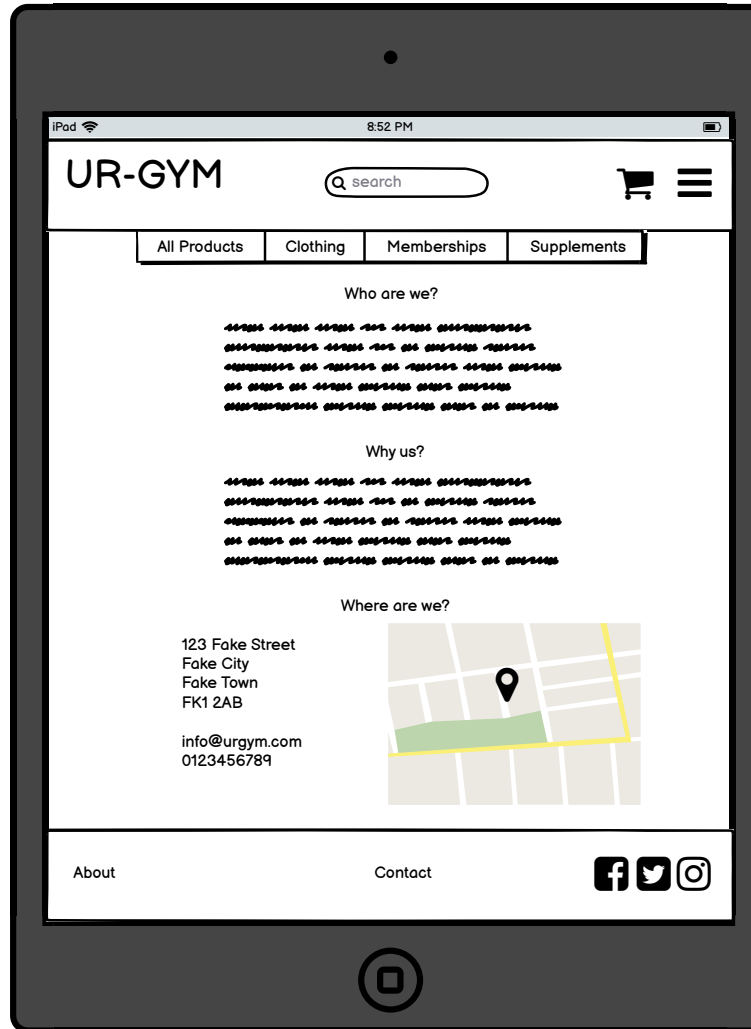 iPad 8:52 PM
UR-GYM search
All Products Clothing Memberships Supplements
Who are we?
Why us?
Where are we?
123 Fake Street
Fake City
Fake Town
FK1 2AB
info@urgym.com
0123456789
About Contact